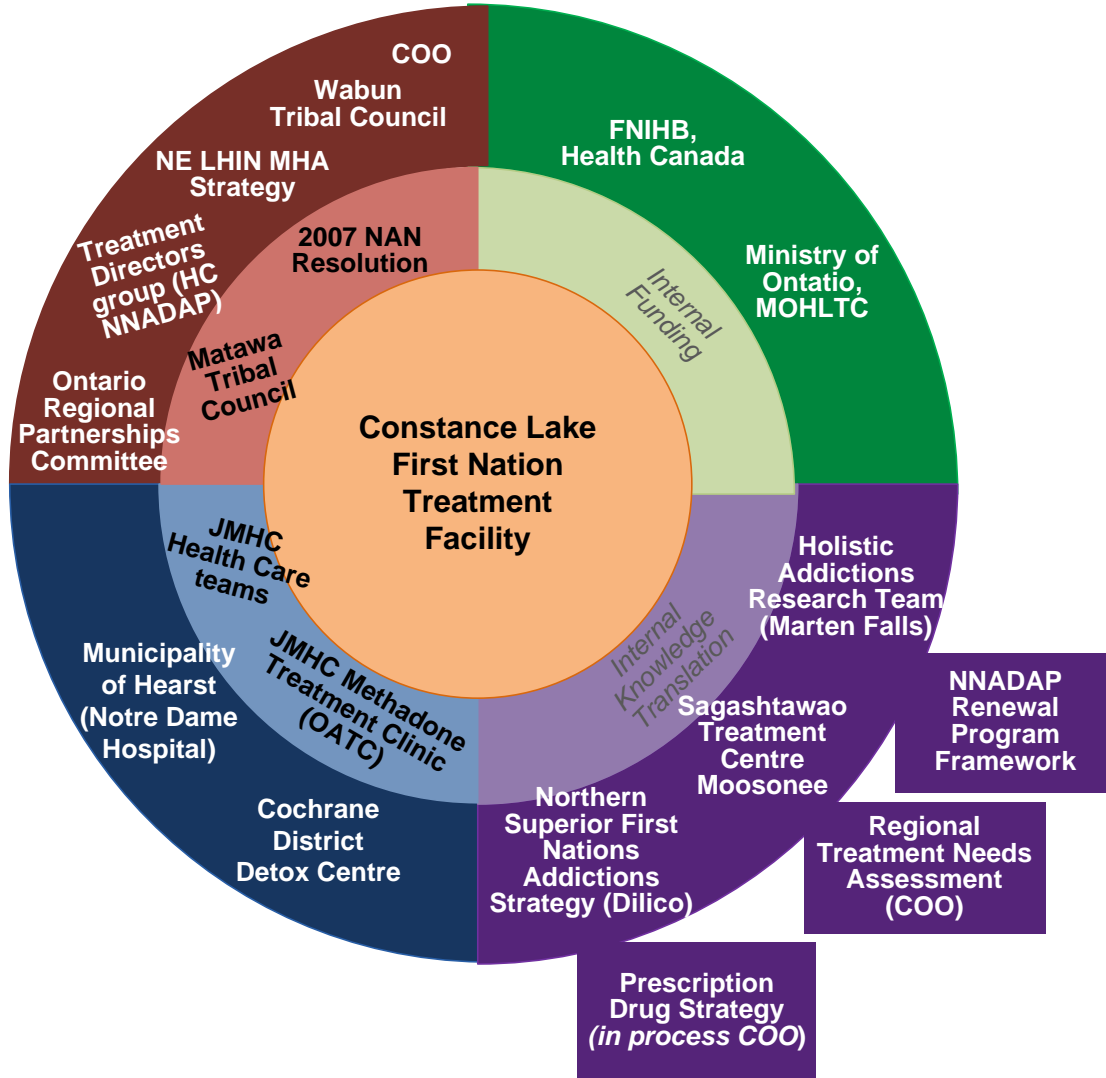 COO
Wabun
Tribal Council
NE LHIN MHA
Strategy
Treatment
Directors
group (HC
NNADAP)
Ontario
Regional
Partnerships
Committee
2007 NAN
Resolution
Matawa
Tribal
Council
FNIHB,
Health Canada
Ministry of
Ontatio,
MOHLTC
Internal
Funding
Constance Lake
First Nation
Treatment
Facility
JMHC
Health Care
teams
JMHC Methadone
Treatment Clinic
(OATC)
Municipality
of Hearst
(Notre Dame
Hospital)
Cochrane
District
Detox Centre
Internal
Knowledge
Translation
Holistic
Addictions
Research Team
(Marten Falls)
Sagashtawao
Treatment
Centre
Moosonee
Northern
Superior First
Nations
Addictions
Strategy (Dilico)
NNADAP
Renewal
Program
Framework
Regional
Treatment Needs
Assessment
(COO)
Prescription
Drug Strategy
(in process COO)